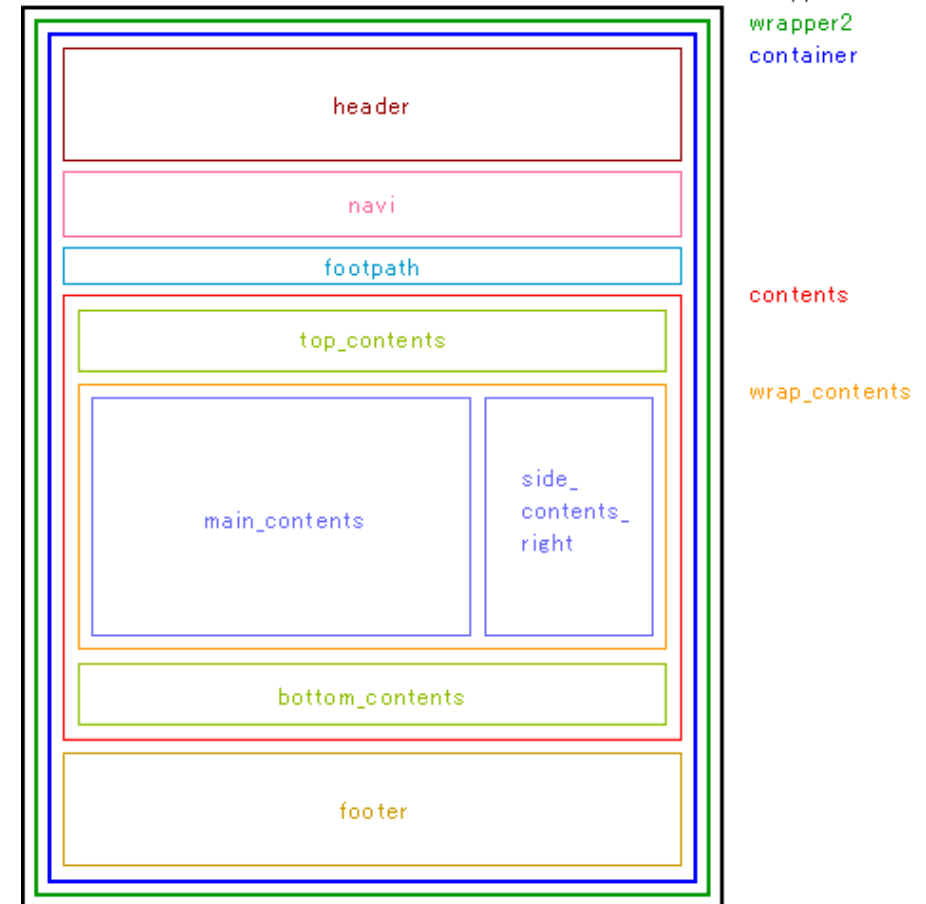 wrapper2
container
header
navi
footpath
contents
top_contents
wrap_contents
main_contents
side_
contents_
right
bottom_contents
footer